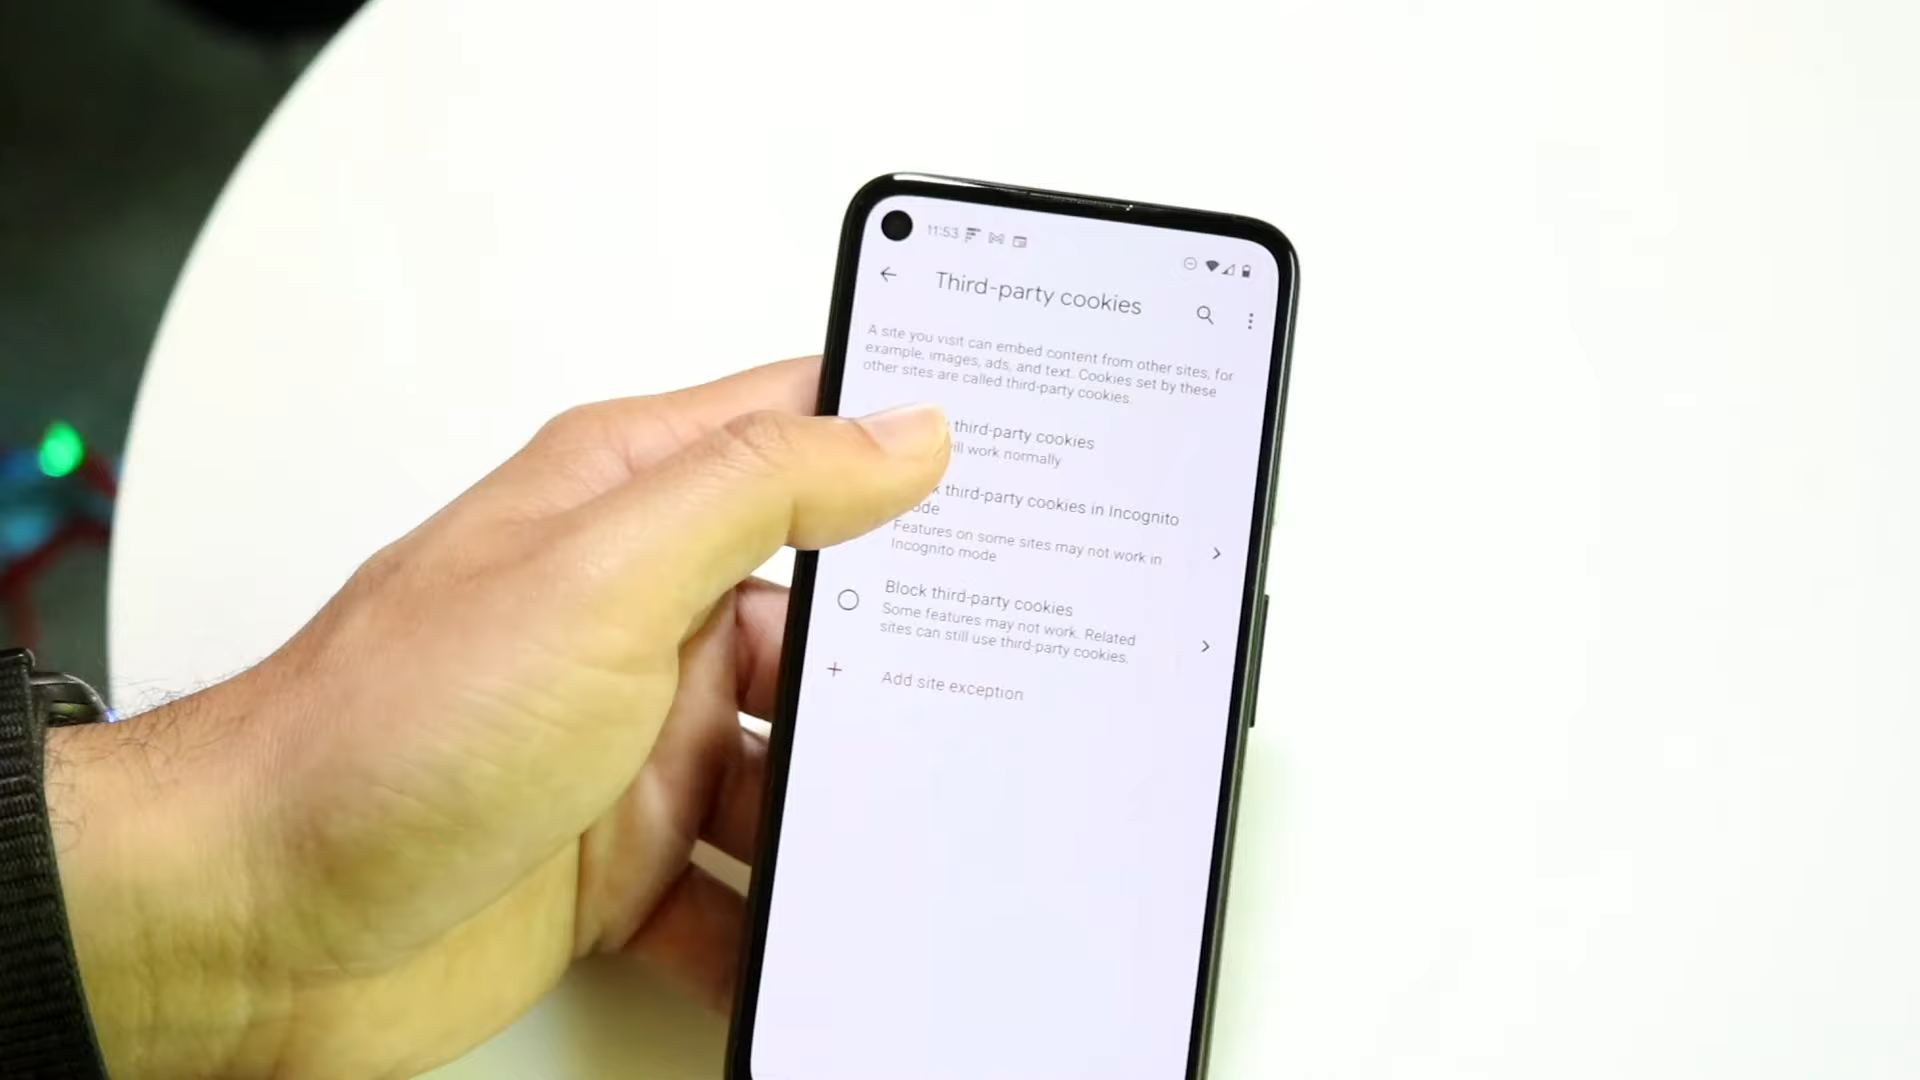 11:53
Third-party cookies
A site you visit can embed content from other sites, for
example, images, ads, and text. Cookies set by these
other sites are called third-party cookies.
third-party cookies
will work normally
third-party cookies in Incognito
Features on some sites may not work in
Incognito mode
Block third-party cookies
Some features may not work. Related
sites can still use third-party cookies.
Add site exception